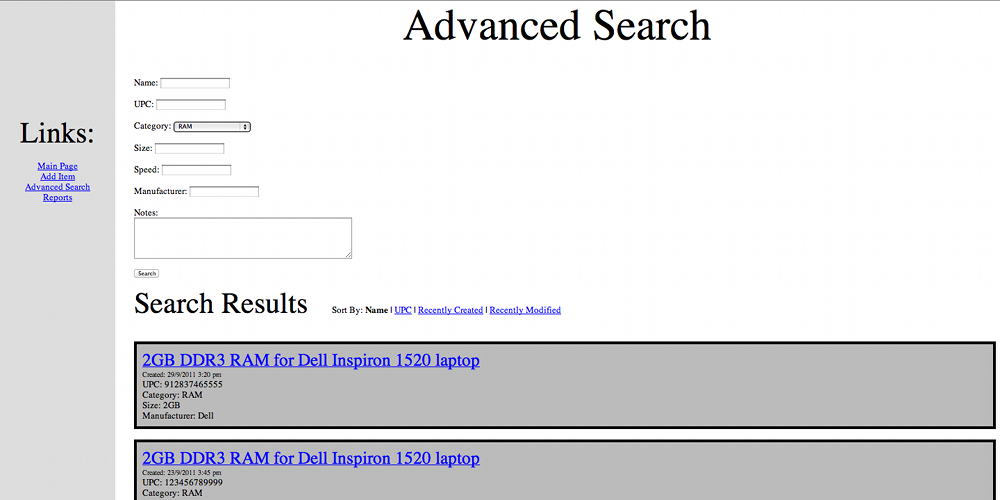 Advanced Search
Links:
Main Page
Add Item
Advanced Search
Reports
Name:
UPC:
Category: RAM
Size:
Speed:
Manufacturer:
Notes:
Search
Search Results
Sort By: Name | UPC | Recently Created | Recently Modified
2GB DDR3 RAM for Dell Inspiron 1520 laptop
Created: 29/9/2011 3:20 pm
UPC: 912837465555
Category: RAM
Size: 2GB
Manufacturer: Dell
2GB DDR3 RAM for Dell Inspiron 1520 laptop
Created: 23/9/2011 3:45 pm
UPC: 123456789999
Category: RAM